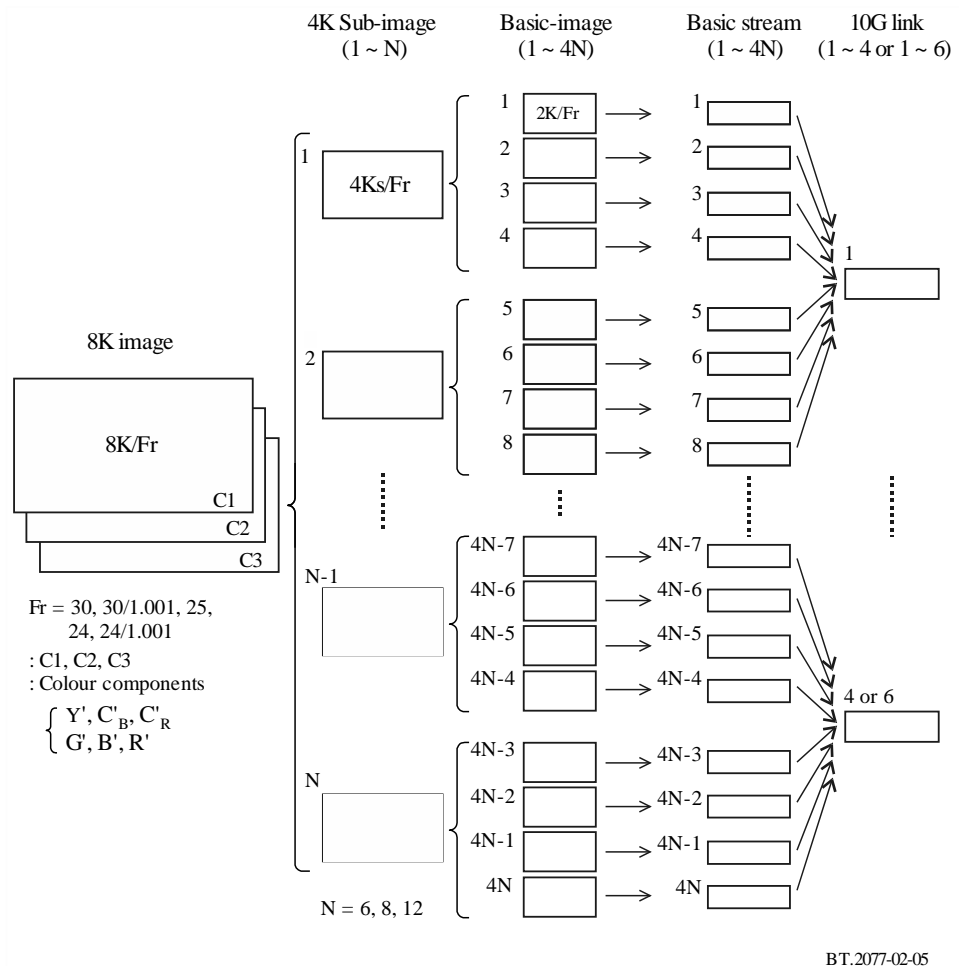 4K Sub-image
(1 ~ N)
Basic-image
(1 ~ 4N)
Basic stream
(1 ~ 4N)
10G link
(1 ~ 4 or 1 ~ 6)
8K image
8K/Fr
C1
C2
C3
Fr = 30, 30/1.001, 25,
24, 24/1.001
: C1, C2, C3
: Colour components
Y', C'B, C'R
G', B', R'
1
4Ks/Fr
2
N-1
N
N = 6, 8, 12
1
2K/Fr
2
3
4
5
6
7
8
4N-7
4N-6
4N-5
4N-4
4N-3
4N-2
4N-1
4N
1
2
3
4
5
6
7
8
4N-7
4N-6
4N-5
4N-4
4N-3
4N-2
4N-1
4N
1
4 or 6
BT.2077-02-05